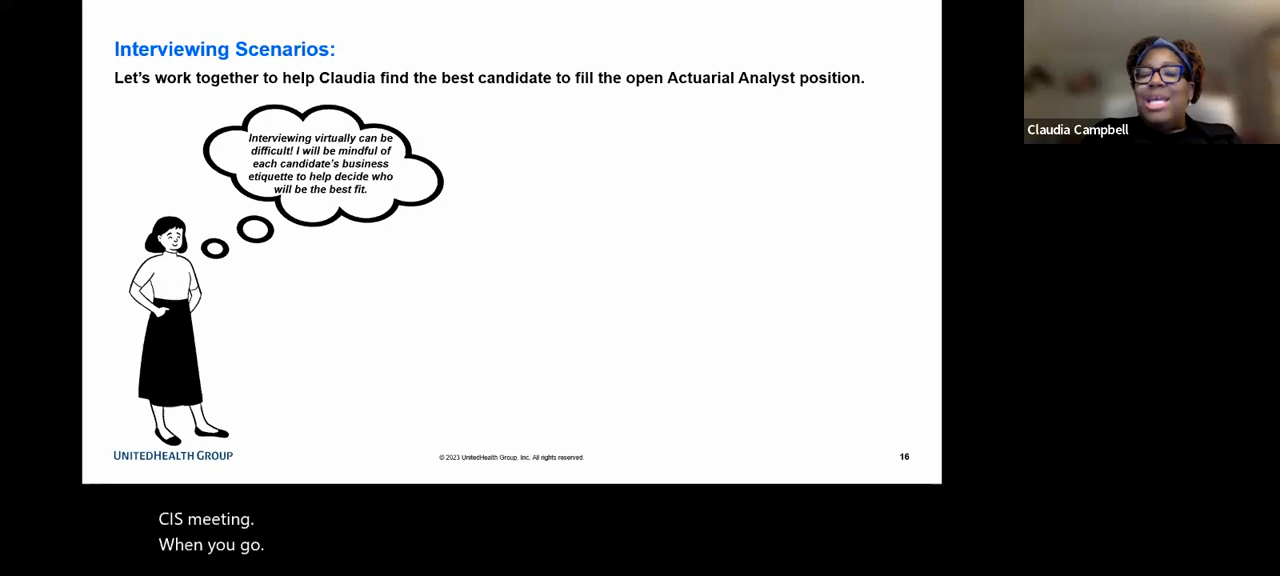 Interviewing Scenarios:
Let's work together to help Claudia find the best candidate to fill the open Actuarial Analyst position.
Interviewing virtually can be
difficult! I will be mindful of
each candidate's business
etiquette to help decide who
will be the best fit.
Claudia Campbell
UNITEDHEALTH GROUP
© 2023 UnitedHealth Group, Inc. All rights reserved.
16
CIS meeting.
When you go.